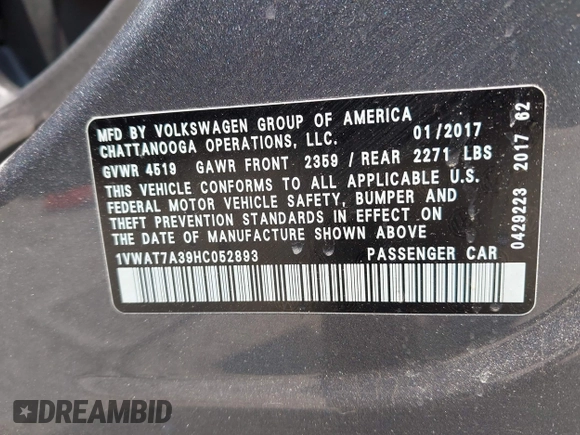 MFD BY VOLKSWAGEN GROUP OF AMERICA
CHATTANOOGA OPERATIONS, LLC. 01/2017
GVWR 4519 GAWR FRONT 2359 / REAR 2271 LBS
THIS VEHICLE CONFORMS TO ALL APPLICABLE U.S.
FEDERAL MOTOR VEHICLE SAFETY, BUMPER AND
THEFT PREVENTION STANDARDS IN EFFECT ON
THE DATE OF MANUFACTURE SHOWN ABOVE
1VWAT7A39HC052893 PASSENGER CAR
0429223 2017 62
DREAMBID